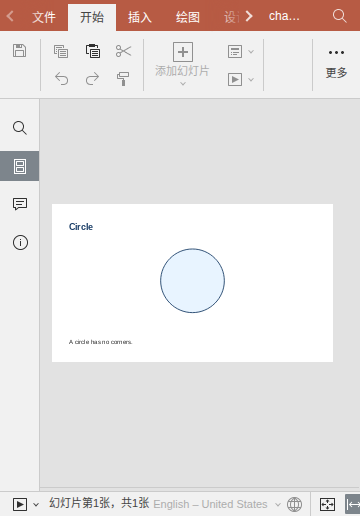 文件 开始 插入 绘图 设 cha...
添加幻灯片
更多
Circle
A circle has no corners.
幻灯片第1张，共1张 English – United States